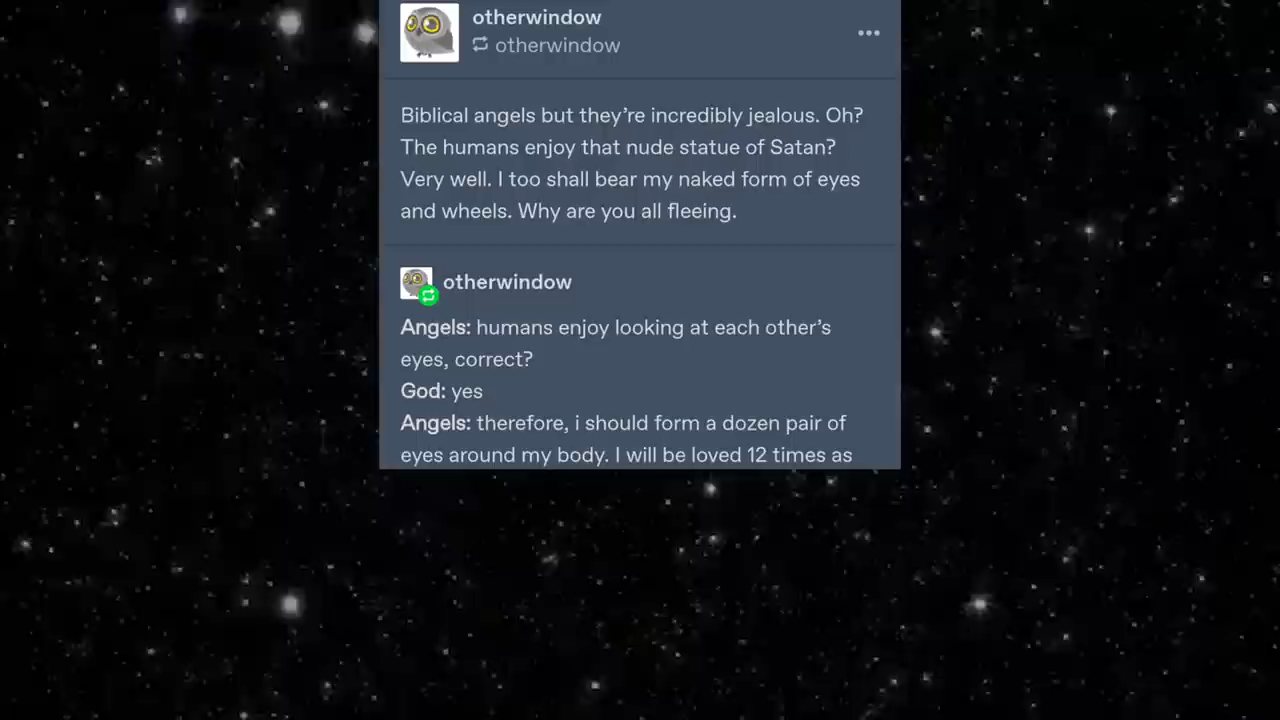 otherwindow
otherwindow
Biblical angels but they’re incredibly jealous. Oh?
The humans enjoy that nude statue of Satan?
Very well. I too shall bear my naked form of eyes
and wheels. Why are you all fleeing.
otherwindow
Angels: humans enjoy looking at each other’s
eyes, correct?
God: yes
Angels: therefore, i should form a dozen pair of
eyes around my body. I will be loved 12 times as